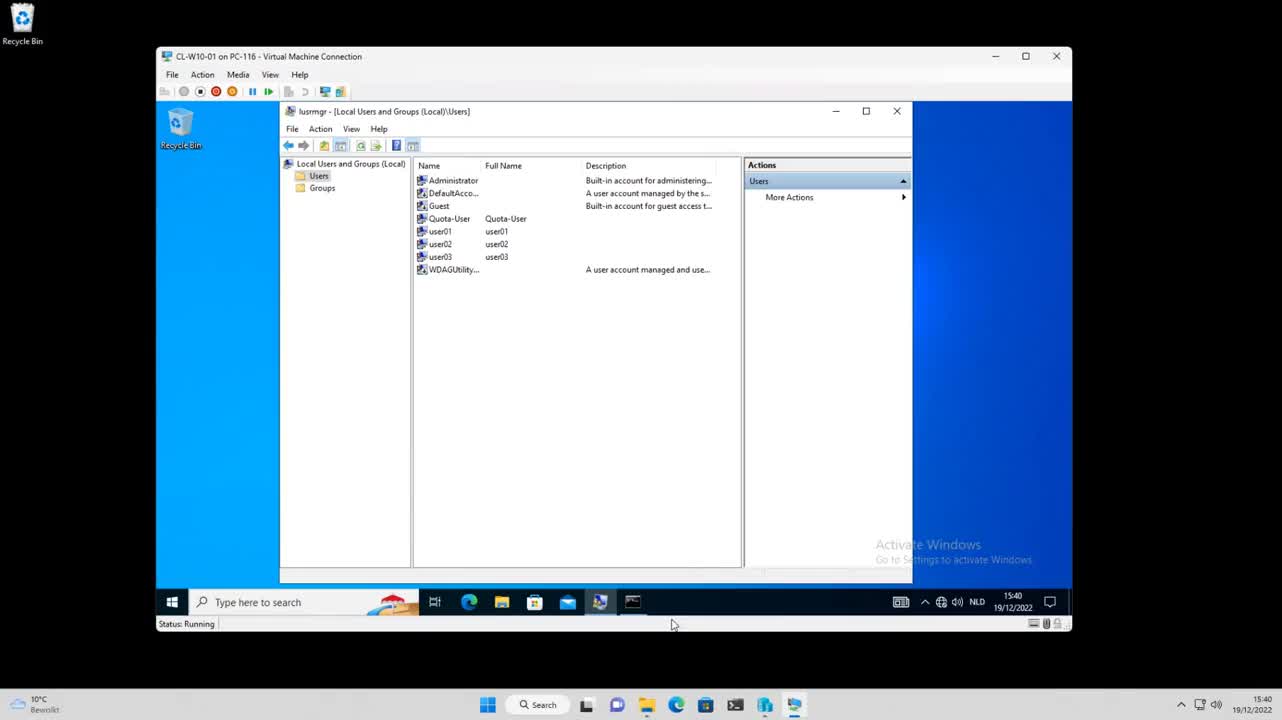 Recycle Bin
CL-W10-01 on PC-116 - Virtual Machine Connection
File Action Media View Help
Recycle Bin
lusrmgr - [Local Users and Groups (Local)\Users]
File Action View Help
Local Users and Groups (Local)
Users
Groups
Name Full Name Description
Administrator Built-in account for administering...
DefaultAcco... A user account managed by the s...
Guest Built-in account for guest access t...
Quota-User Quota-User
user01 user01
user02 user02
user03 user03
WDAGUtility... A user account managed and use...
Actions
Users
More Actions
Activate Windows
Go to Settings to activate Windows.
Type here to search
NLD
15:40
19/12/2022
Status: Running
10°C
Bewolkt
Search
15:40
19/12/2022